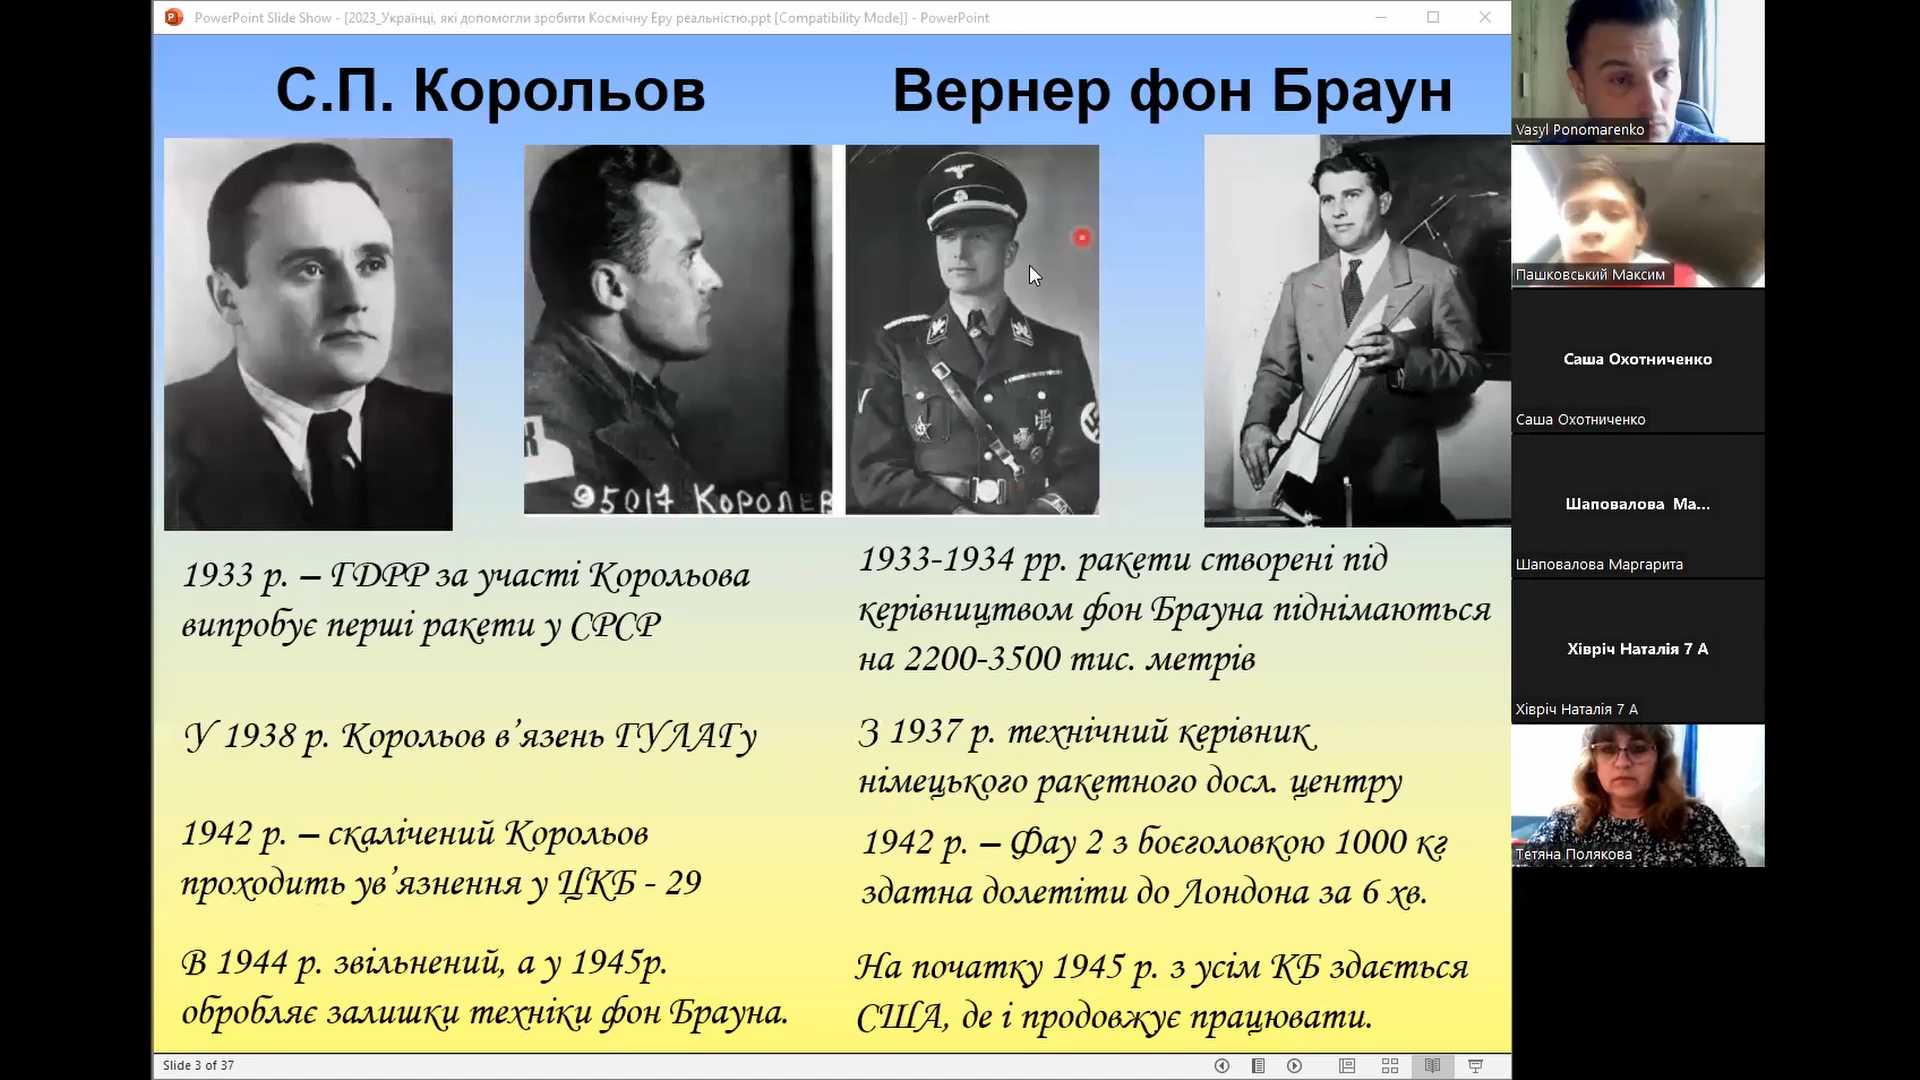 PowerPoint Slide Show - [2023_Українці, які допомогли зробити Космічну Еру реальністю.ppt [Compatibility Mode]] - PowerPoint
С.П. Корольов
Вернер фон Браун
95017 Королев
1933 р. – ГДРР за участі Корольова
випробує перші ракети у СРСР
У 1938 р. Корольов в’язень ГУЛАГу
1942 р. – скалічений Корольов
проходить ув’язнення у ЦКБ - 29
В 1944 р. звільнений, а у 1945р.
обробляє залишки техніки фон Брауна.
1933-1934 рр. ракети створені під
керівництвом фон Брауна піднімаються
на 2200-3500 тис. метрів
З 1937 р. технічний керівник
німецького ракетного досл. центру
1942 р. – Фау 2 з боєголовкою 1000 кг
здатна долетіти до Лондона за 6 хв.
На початку 1945 р. з усім КБ здається
США, де і продовжує працювати.
Slide 3 of 37
Vasyl Ponomarenko
Пашковський Максим
Саша Охотниченко
Саша Охотниченко
Шаповалова Ма...
Шаповалова Маргарита
Хівріч Наталія 7 А
Хівріч Наталія 7 А
Тетяна Полякова